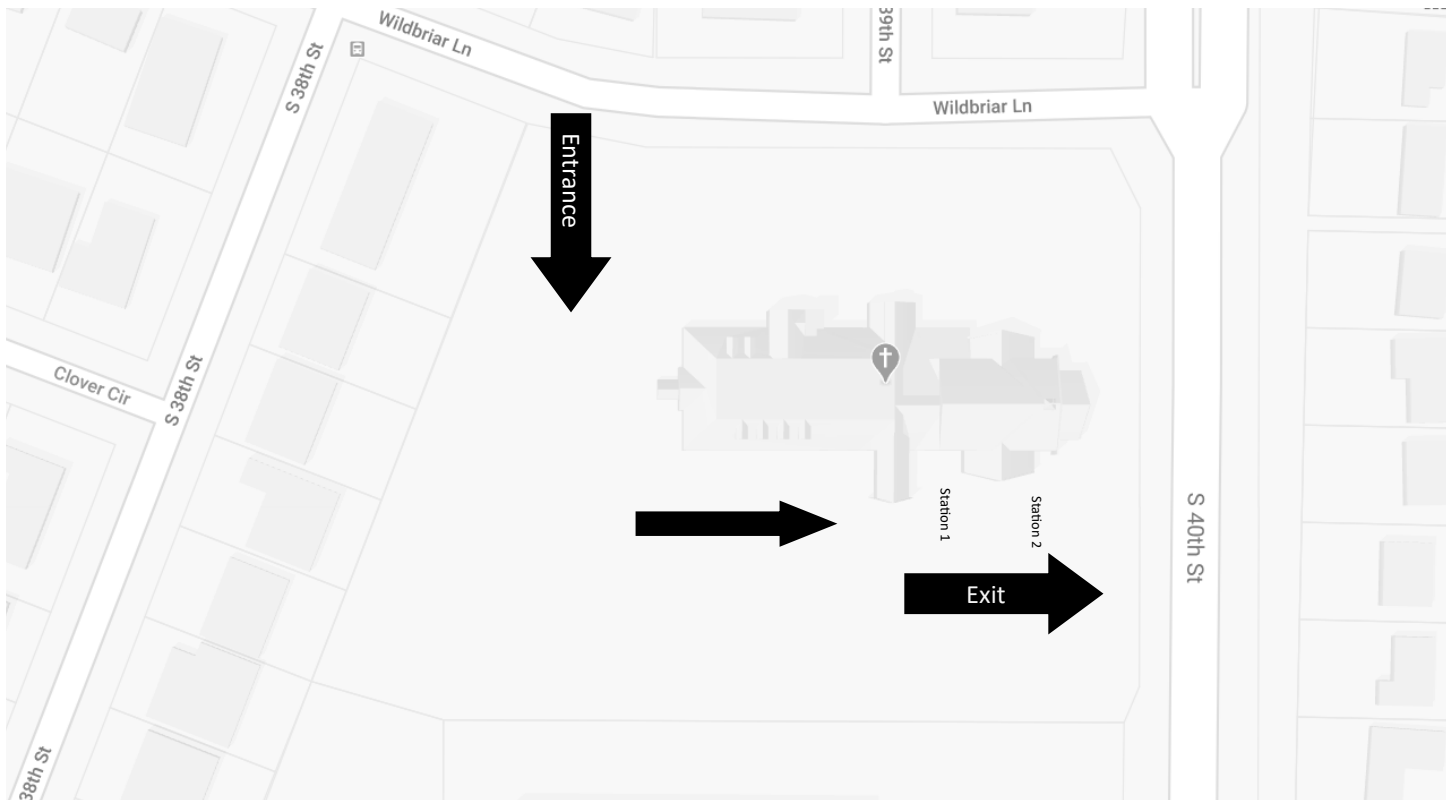 Wildbriar Ln
39th St
S 38th St
Wildbriar Ln
Entrance
Clover Cir
S 38th St
Station 1
Station 2
S 40th St
Exit
38th St